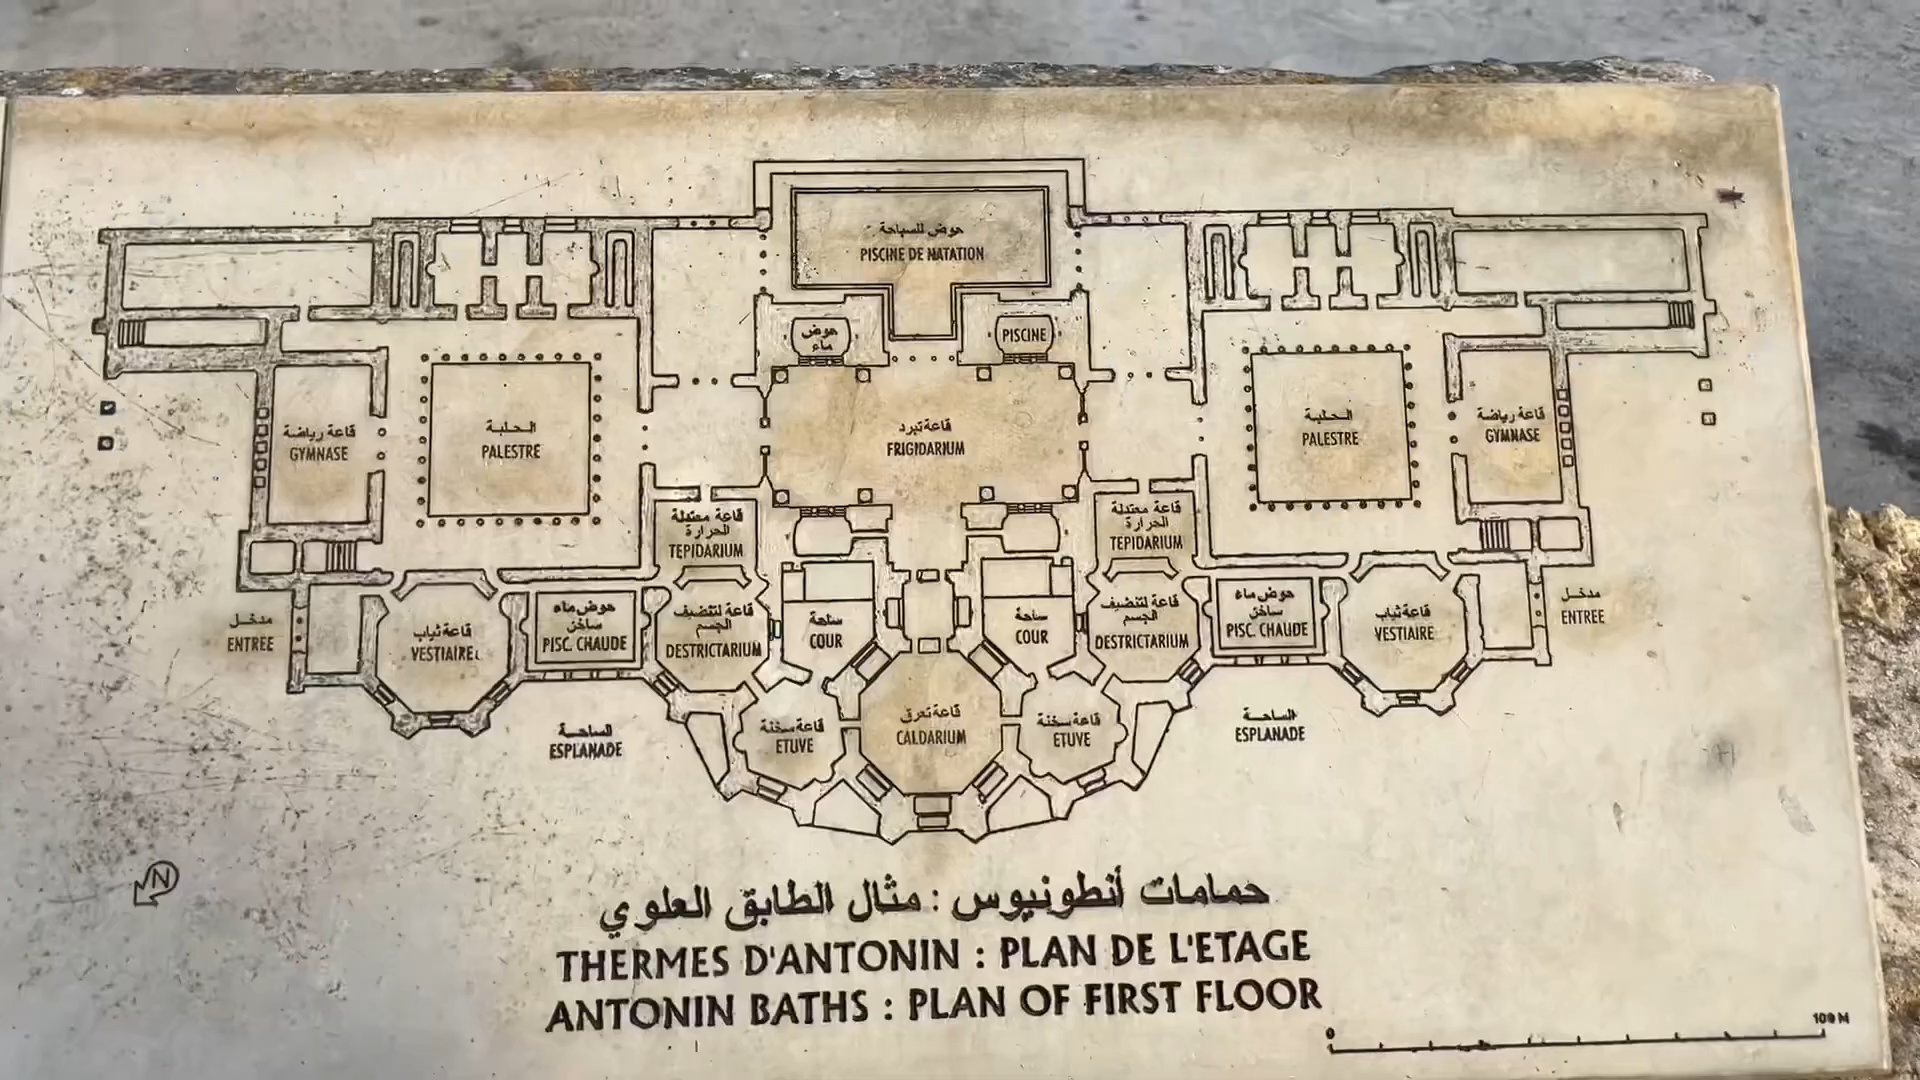 حوض للسباحة
PISCINE DE NATATION
حوض
ماء
PISCINE
قاعة رياضة
GYMNASE
الحلبة
PALESTRE
قاعة تبرد
FRIGIDARIUM
الحلبة
PALESTRE
قاعة رياضة
GYMNASE
قاعة معتدلة
الحرارة
TEPIDARIUM
قاعة معتدلة
الحرارة
TEPIDARIUM
مدخل
ENTREE
قاعة ثياب
VESTIAIRE
حوض ماء
ساخن
PISC. CHAUDE
قاعة لتنضيف
الجسم
DESTRICTARIUM
ساحة
COUR
ساحة
COUR
قاعة لتنضيف
الجسم
DESTRICTARIUM
حوض ماء
ساخن
PISC. CHAUDE
قاعة ثياب
VESTIAIRE
مدخل
ENTREE
الساحة
ESPLANADE
قاعة سخنة
ETUVE
قاعة تعرق
CALDARIUM
قاعة سخنة
ETUVE
الساحة
ESPLANADE
N
حمامات أنطونيوس : مثال الطابق العلوي
THERMES D'ANTONIN : PLAN DE L'ETAGE
ANTONIN BATHS : PLAN OF FIRST FLOOR
0 100 M